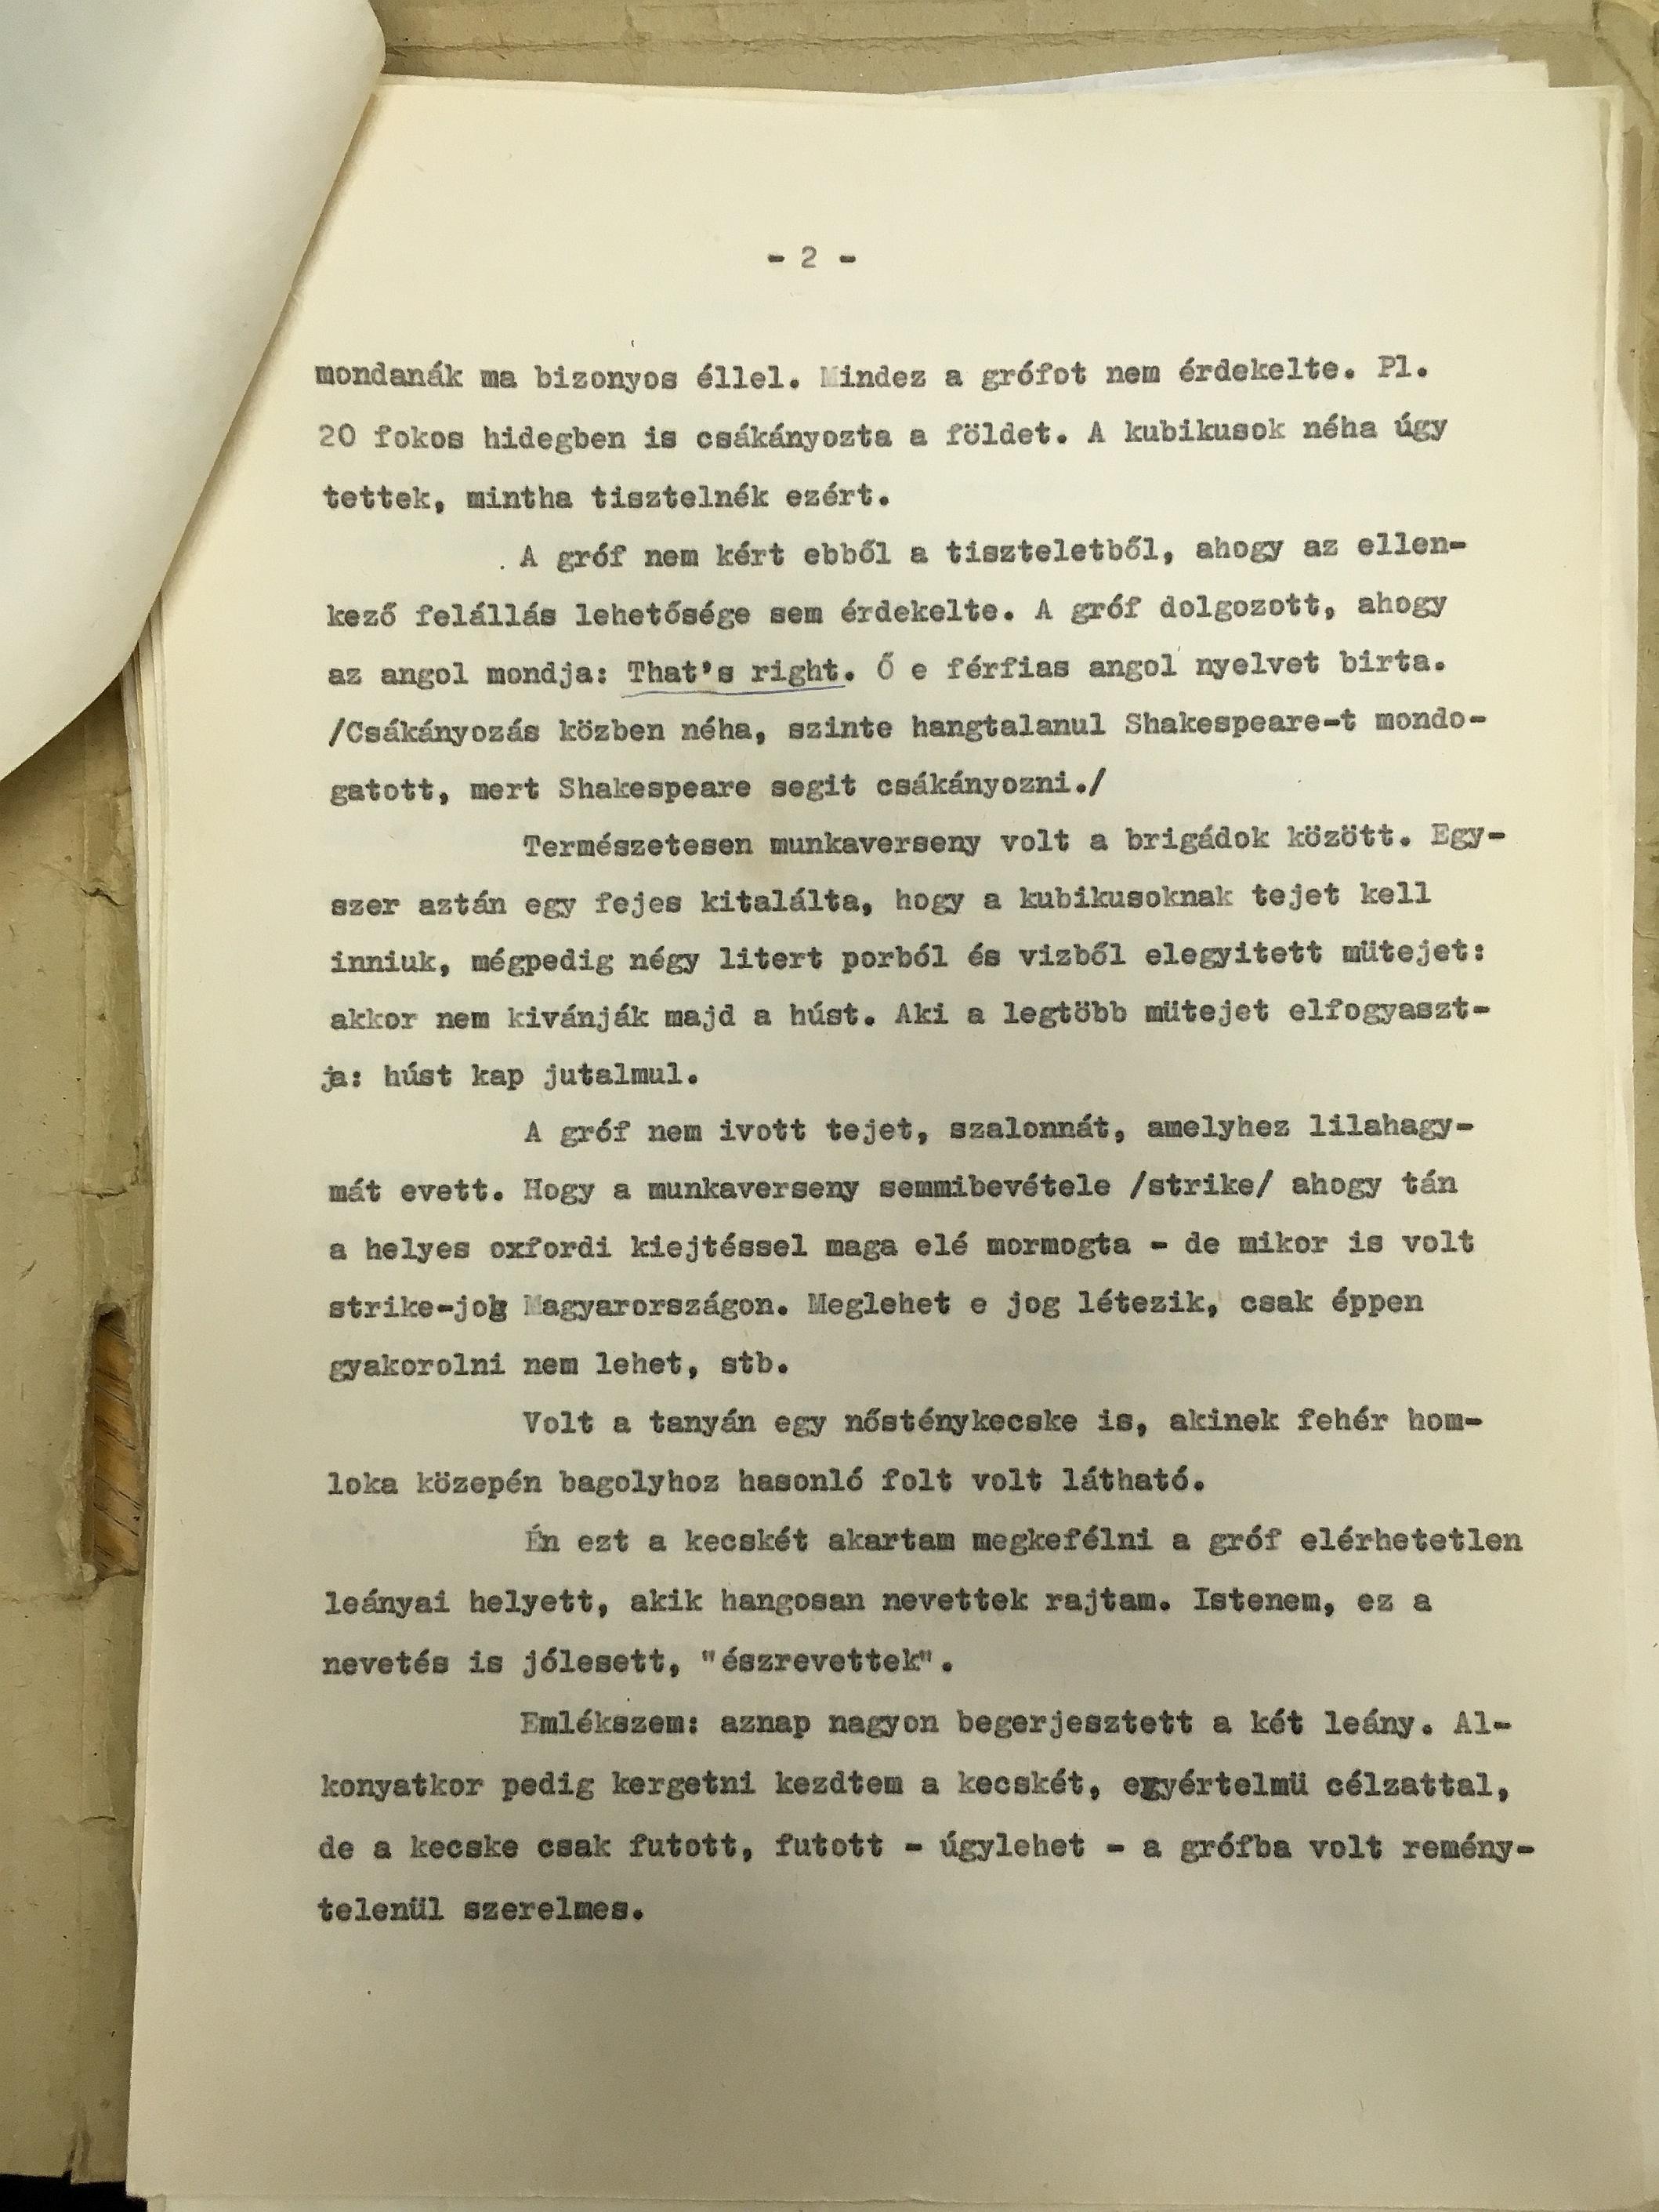 - 2 -
mondanák ma bizonyos éllel. Mindez a grófot nem érdekelte. Pl.
20 fokos hidegben is csákányozta a földet. A kubikusok néha úgy
tettek, mintha tisztelnék ezért.
A gróf nem kért ebből a tiszteletből, ahogy az ellen-
kező felállás lehetősége sem érdekelte. A gróf dolgozott, ahogy
az angol mondja: That's right. Ő e férfias angol nyelvet birta.
/Csákányozás közben néha, szinte hangtalanul Shakespeare-t mondo-
gatott, mert Shakespeare segit csákányozni./
Természetesen munkaverseny volt a brigádok között. Egy-
szer aztán egy fejes kitalálta, hogy a kubikusoknak tejet kell
inniuk, mégpedig négy litert porból és vizből elegyitett mütejet:
akkor nem kivánják majd a húst. Aki a legtöbb mütejet elfogyaszt-
ja: húst kap jutalmul.
A gróf nem ivott tejet, szalonnát, amelyhez lilahagy-
mát evett. Hogy a munkaverseny semmibevétele /strike/ ahogy tán
a helyes oxfordi kiejtéssel maga elé mormogta - de mikor is volt
strike-jog Magyarországon. Meglehet e jog létezik, csak éppen
gyakorolni nem lehet, stb.
Volt a tanyán egy nősténykecske is, akinek fehér hom-
loka közepén bagolyhoz hasonló folt volt látható.
Én ezt a kecskét akartam megkefélni a gróf elérhetetlen
leányai helyett, akik hangosan nevettek rajtam. Istenem, ez a
nevetés is jólesett, "észrevettek".
Emlékszem: aznap nagyon begerjesztett a két leány. Al-
konyatkor pedig kergetni kezdtem a kecskét, egyértelmü célzattal,
de a kecske csak futott, futott - úgylehet - a grófba volt remény-
telenül szerelmes.